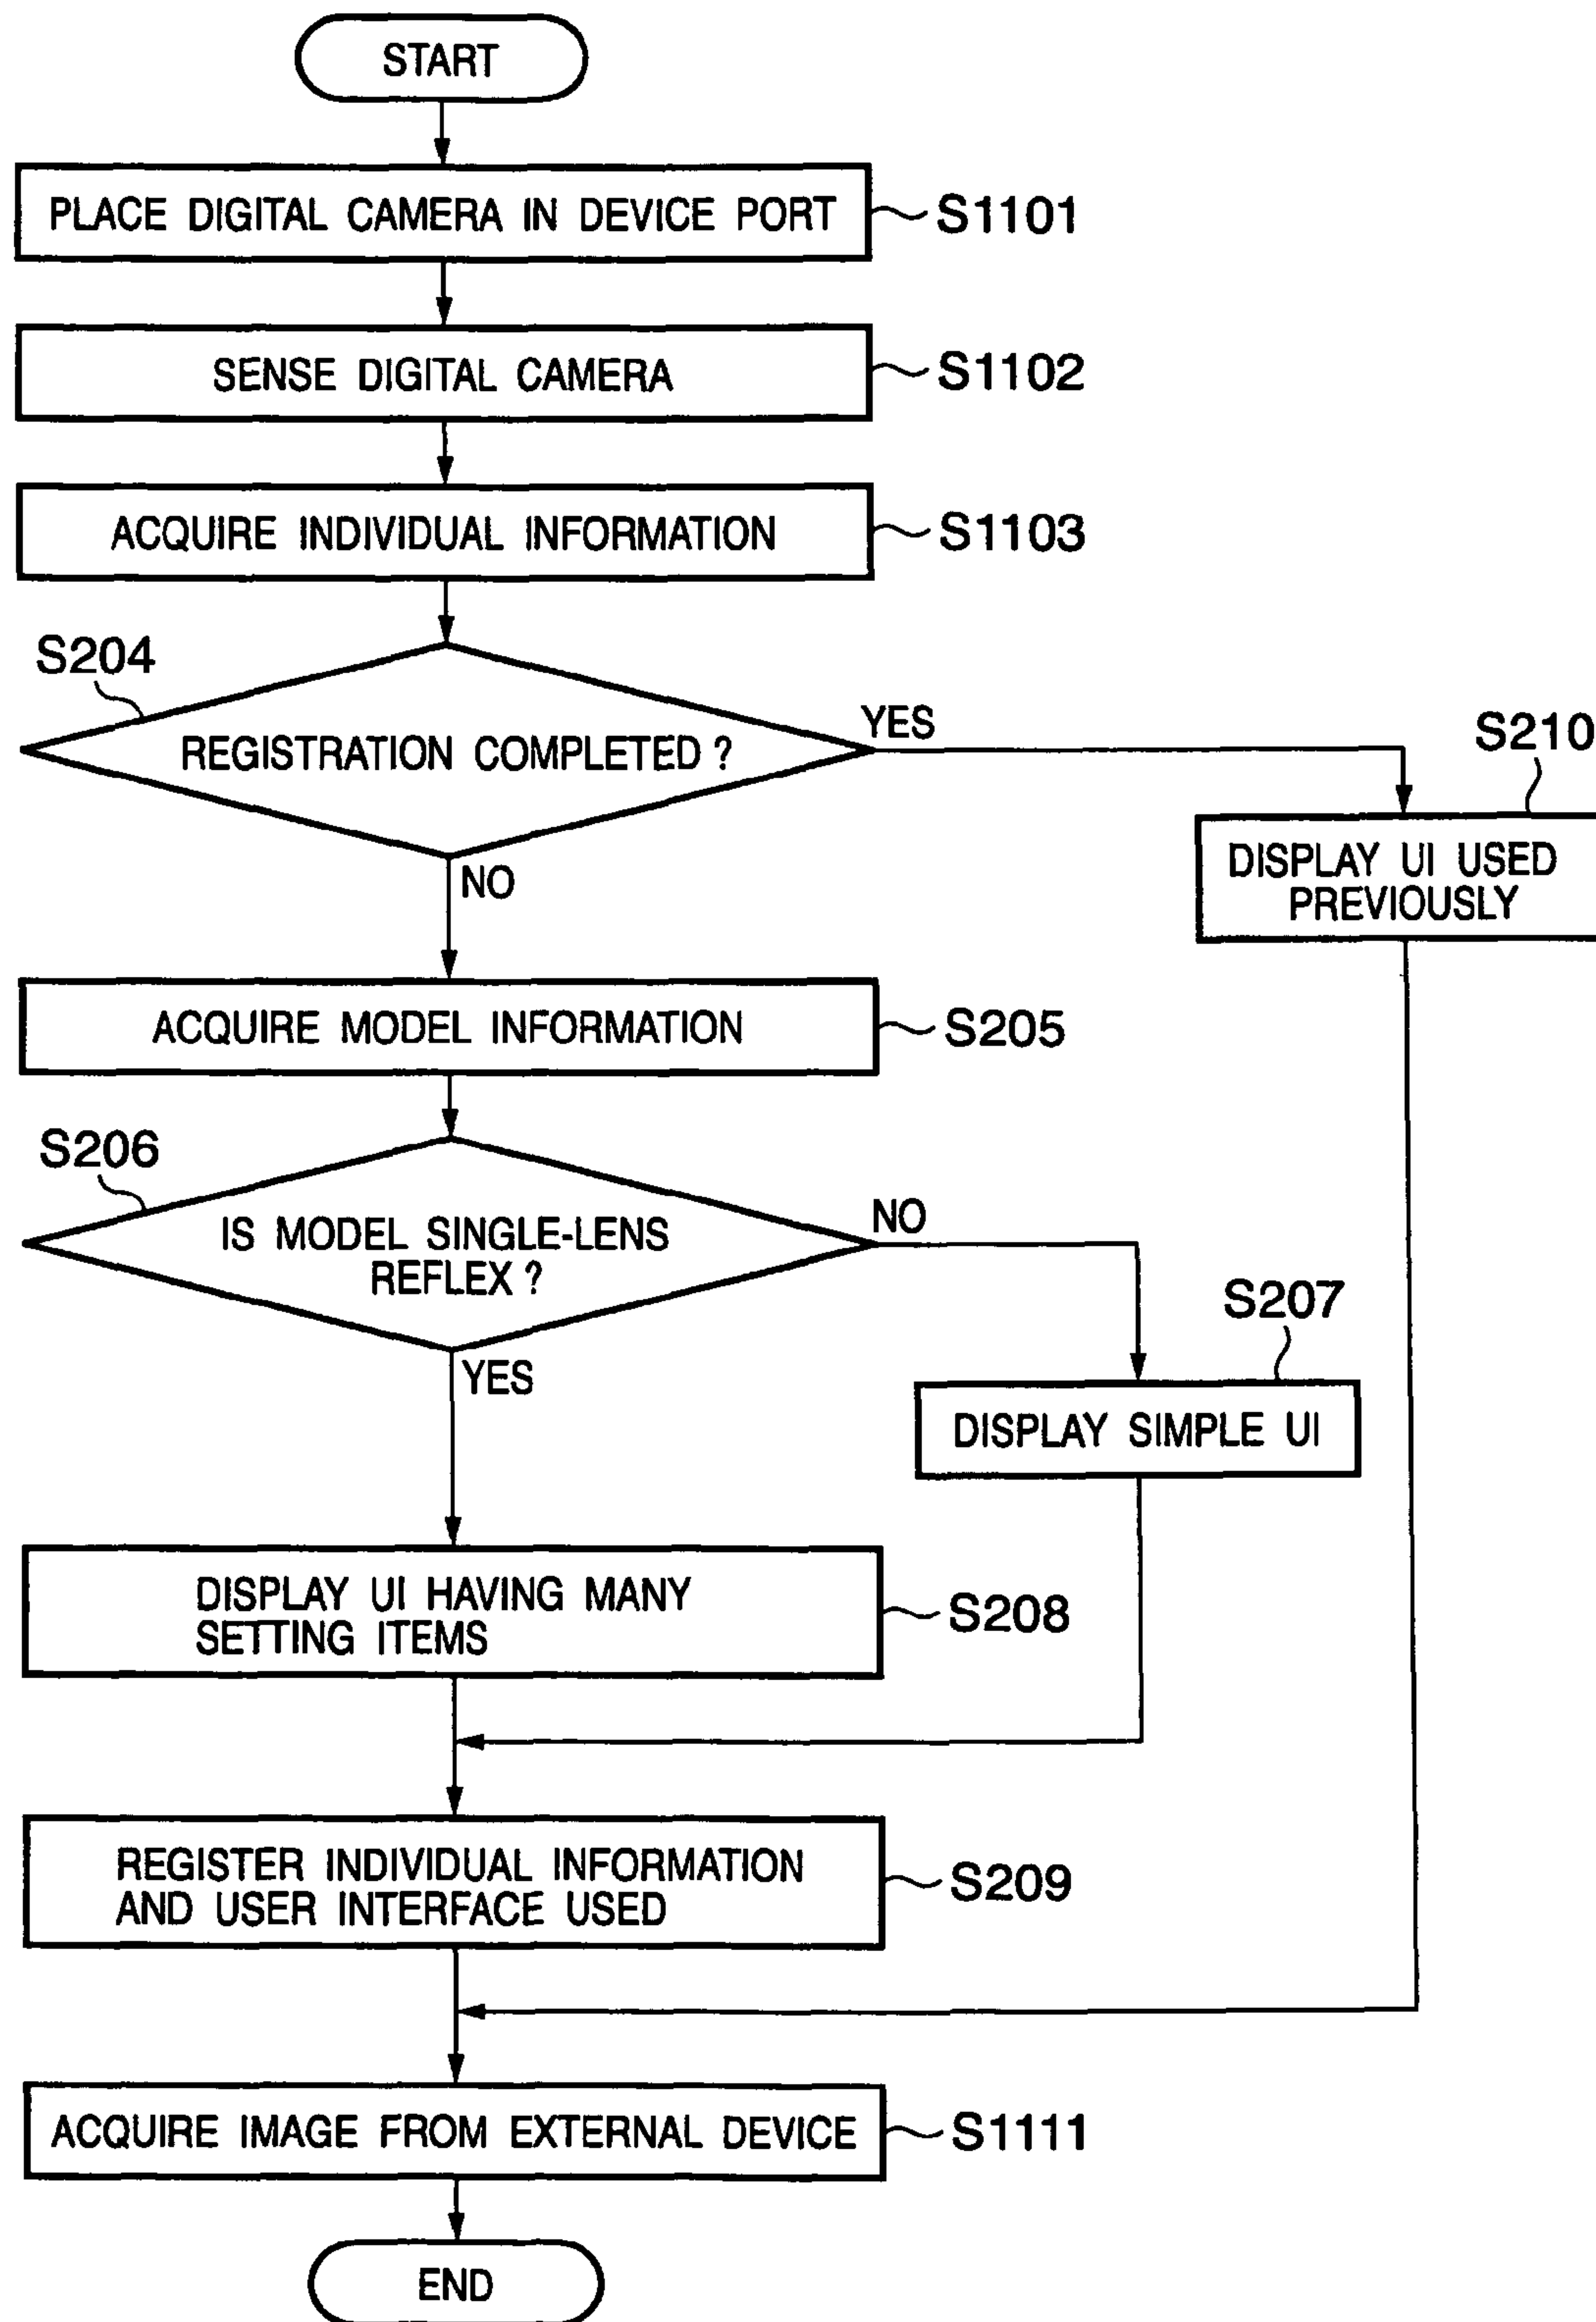 START
PLACE DIGITAL CAMERA IN DEVICE PORT
S1101
SENSE DIGITAL CAMERA
S1102
ACQUIRE INDIVIDUAL INFORMATION
S1103
S204
REGISTRATION COMPLETED ?
YES
NO
S210
DISPLAY UI USED
PREVIOUSLY
ACQUIRE MODEL INFORMATION
S205
S206
IS MODEL SINGLE-LENS
REFLEX ?
NO
YES
S207
DISPLAY SIMPLE UI
DISPLAY UI HAVING MANY
SETTING ITEMS
S208
REGISTER INDIVIDUAL INFORMATION
AND USER INTERFACE USED
S209
ACQUIRE IMAGE FROM EXTERNAL DEVICE
S1111
END